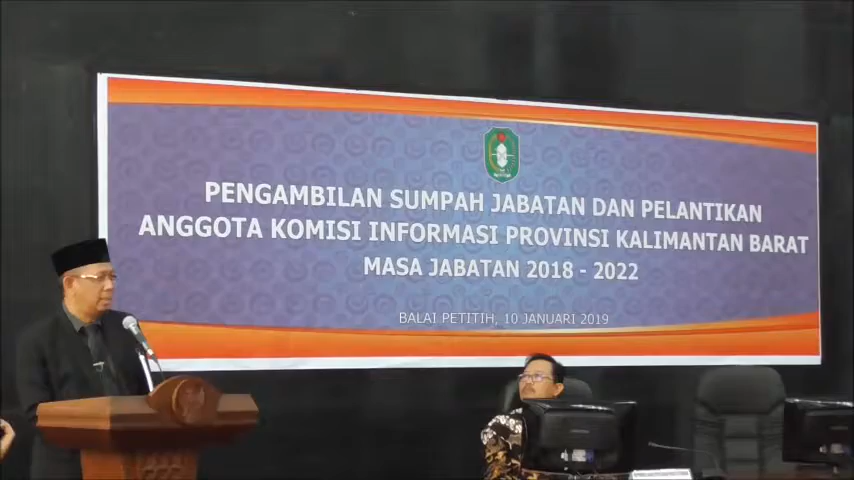 PENGAMBILAN SUMPAH JABATAN DAN PELANTIKAN
ANGGOTA KOMISI INFORMASI PROVINSI KALIMANTAN BARAT
MASA JABATAN 2018 - 2022
BALAI PETITIH, 10 JANUARI 2019